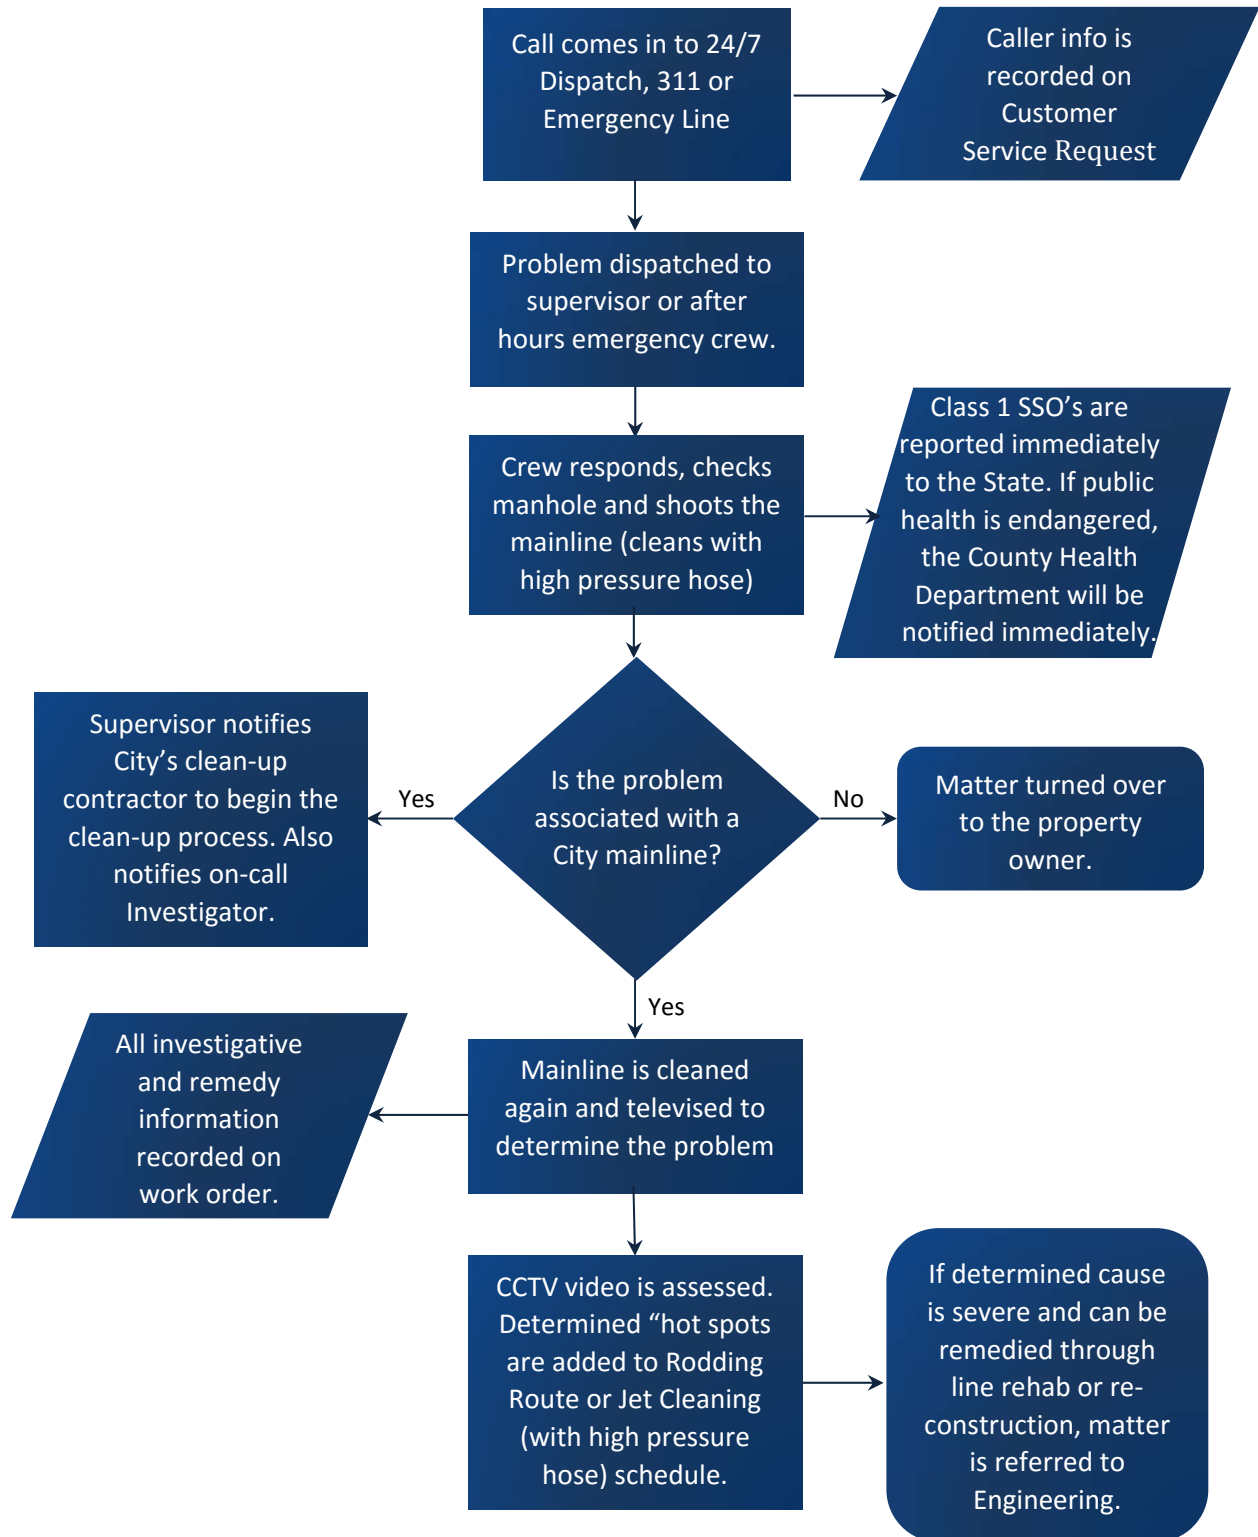 Call comes in to 24/7
Dispatch, 311 or
Emergency Line
Caller info is
recorded on
Customer
Service Request
Problem dispatched to
supervisor or after
hours emergency crew.
Crew responds, checks
manhole and shoots the
mainline (cleans with
high pressure hose)
Class 1 SSO’s are
reported immediately
to the State. If public
health is endangered,
the County Health
Department will be
notified immediately.
Supervisor notifies
City’s clean-up
contractor to begin the
clean-up process. Also
notifies on-call
Investigator.
Yes
Is the problem
associated with a
City mainline?
No
Matter turned over
to the property
owner.
Yes
All investigative
and remedy
information
recorded on
work order.
Mainline is cleaned
again and televised to
determine the problem
CCTV video is assessed.
Determined “hot spots
are added to Rodding
Route or Jet Cleaning
(with high pressure
hose) schedule.
If determined cause
is severe and can be
remedied through
line rehab or re-
construction, matter
is referred to
Engineering.